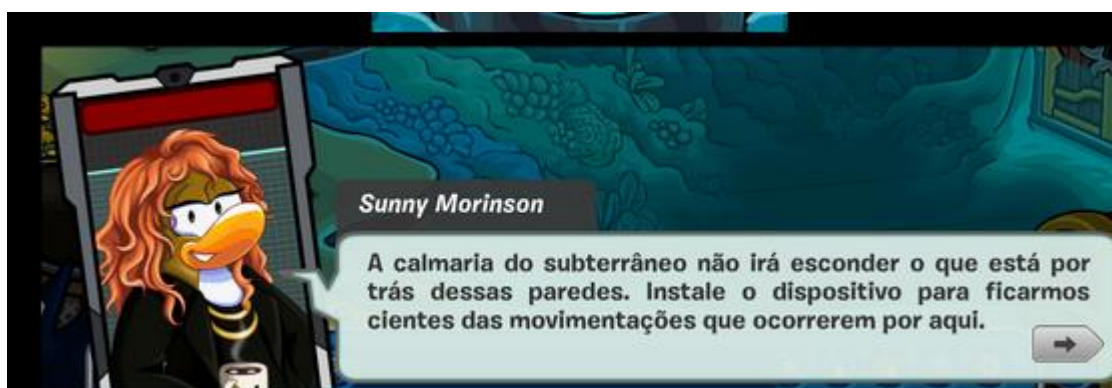 Sunny Morinson
A calmaria do subterrâneo não irá esconder o que está por
trás dessas paredes. Instale o dispositivo para ficarmos
cientes das movimentações que ocorrerem por aqui.